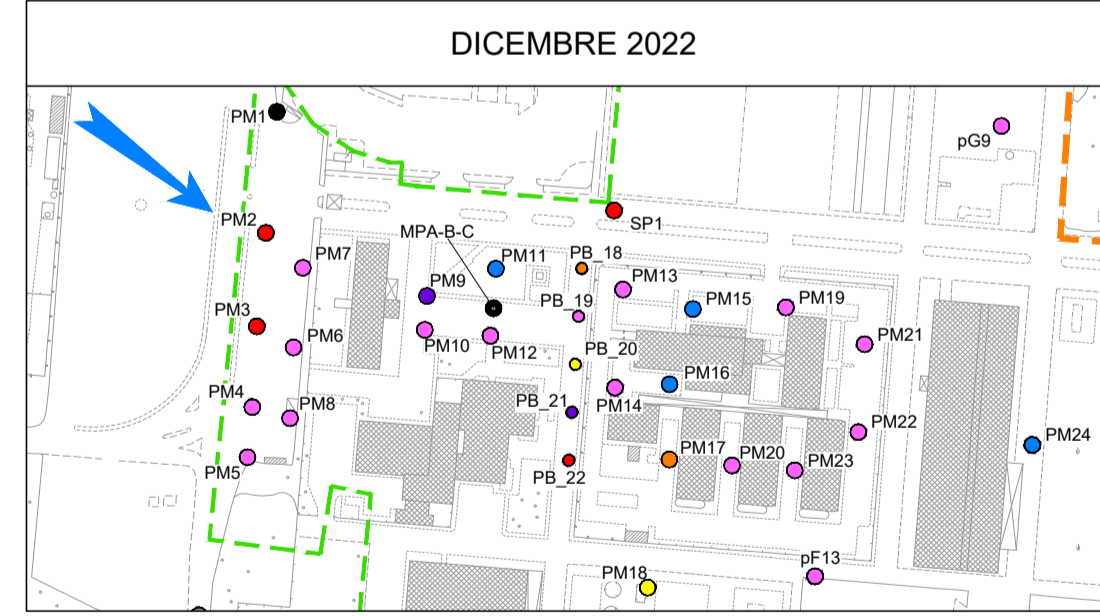 DICEMBRE 2022
PM1
pG9
PM2
SP1
MPA-B-C
PM7
PM11
PB_18
PM13
PM9
PB_19
PM15
PM19
PM3
PM6
PM10
PM12
PB_20
PM21
PM4
PM8
PB_21
PM14
PM16
PM22
PM5
PB_22
PM17
PM20
PM23
PM24
PM18
pF13